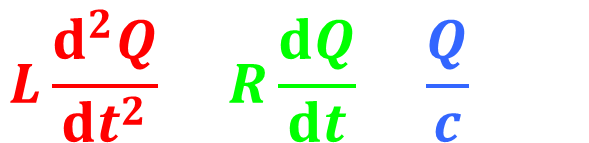 L d²Q/dt² R dQ/dt Q/c